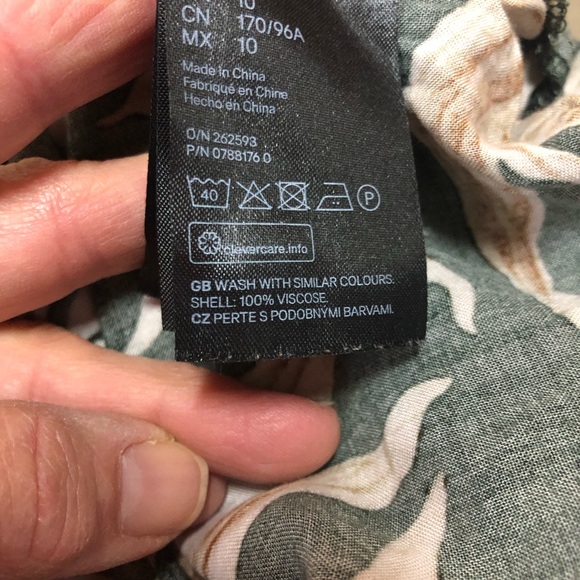 10
CN 170/96A
MX 10
Made in China
Fabriqué en Chine
Hecho en China
O/N 262593
P/N 0788176 0
40 P
clevercare.info
GB WASH WITH SIMILAR COLOURS.
SHELL: 100% VISCOSE.
CZ PERTE S PODOBNÝMI BARVAMI.